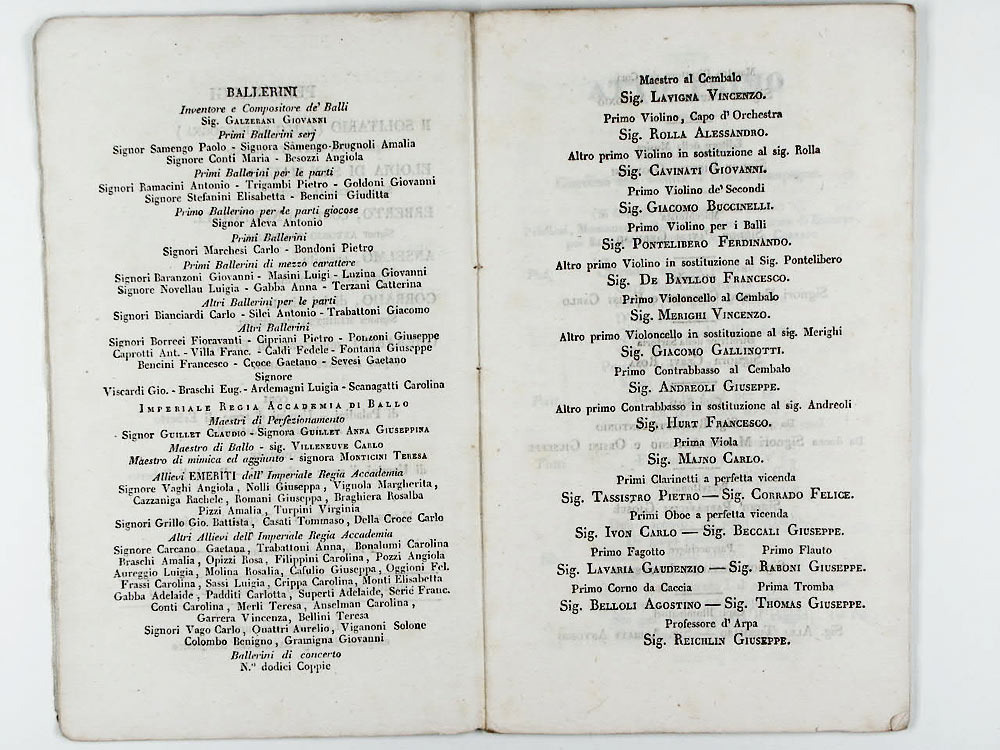 BALLERINI
Inventore e Compositore de' Balli
Sig. GALZERANI GIOVANNI
Primi Ballerini serj
Signor Samengo Paolo - Signora Samengo-Brugnoli Amalia
Signore Conti Maria - Besozzi Angiola
Primi Ballerini per le parti
Signori Ramacini Antonio - Trigambi Pietro - Goldoni Giovanni
Signore Stefanini Elisabetta - Bencini Giuditta
Primo Ballerino per le parti giocose
Signor Aleva Antonio
Primi Ballerini
Signori Marchesi Carlo - Bondoni Pietro
Primi Ballerini di mezzo carattere
Signori Baranzoni Giovanni - Masini Luigi - Luzina Giovanni
Signore Novellau Luigia - Gabba Anna - Terzani Catterina
Altri Ballerini per le parti
Signori Bianciardi Carlo - Silei Antonio - Trabattoni Giacomo
Altri Ballerini
Signori Borreci Fioravanti - Cipriani Pietro - Ponzoni Giuseppe
Caprotti Ant. - Villa Franc. - Caldi Fedele - Fontana Giuseppe
Bencini Francesco - Croce Gaetano - Sevesi Gaetano
Signore
Viscardi Gio. - Braschi Eug. - Ardemagni Luigia - Scanagatti Carolina
IMPERIALE REGIA ACCADEMIA DI BALLO
Maestri di Perfezionamento
Signor GUILLET CLAUDIO - Signora GUILLET ANNA GIUSEPPINA
Maestro di Ballo - sig. VILLENEUVE CARLO
Maestro di mimica ed aggiunto - signora MONTICINI TERESA
Allievi EMERITI dell' Imperiale Regia Accademia
Signore Vaghi Angiola, Nolli Giuseppa, Vignola Margherita,
Cazzaniga Rachele, Romani Giuseppa, Braghiera Rosalba
Pizzi Amalia, Turpini Virginia
Signori Grillo Gio. Battista, Casati Tommaso, Della Croce Carlo
Altri Allievi dell' Imperiale Regia Accademia
Signore Carcano Gaetana, Trabattoni Anna, Bonalumi Carolina
Braschi Amalia, Opizzi Rosa, Filippini Carolina, Pozzi Angiola
Aureggio Luigia, Molina Rosalia, Cafulio Giuseppa, Oggioni Fel.
Frassi Carolina, Sassi Luigia, Crippa Carolina, Monti Elisabetta
Gabba Adelaide, Padditi Carlotta, Superti Adelaide, Seric Franc.
Conti Carolina, Merli Teresa, Anselman Carolina,
Garrera Vincenza, Bellini Teresa
Signori Vago Carlo, Quattri Aurelio, Viganoni Solone
Colombo Benigno, Gramigna Giovanni
Ballerini di concerto
N.° dodici Coppie
Maestro al Cembalo
Sig. LAVIGNA VINCENZO.
Primo Violino, Capo d'Orchestra
Sig. ROLLA ALESSANDRO.
Altro primo Violino in sostituzione al sig. Rolla
Sig. CAVINATI GIOVANNI.
Primo Violino de' Secondi
Sig. GIACOMO BUCCINELLI.
Primo Violino per i Balli
Sig. PONTELIBERO FERDINANDO.
Altro primo Violino in sostituzione al Sig. Pontelibero
Sig. DE BAYLLOU FRANCESCO.
Primo Violoncello al Cembalo
Sig. MERIGHI VINCENZO.
Altro primo Violoncello in sostituzione al sig. Merighi
Sig. GIACOMO GALLINOTTI.
Primo Contrabbasso al Cembalo
Sig. ANDREOLI GIUSEPPE.
Altro primo Contrabbasso in sostituzione al sig. Andreoli
Sig. HURT FRANCESCO.
Prima Viola
Sig. MAJNO CARLO.
Primi Clarinetti a perfetta vicenda
Sig. TASSISTRO PIETRO — Sig. CORRADO FELICE.
Primi Oboe a perfetta vicenda
Sig. IVON CARLO — Sig. BECCALI GIUSEPPE.
Primo Fagotto Primo Flauto
Sig. LAVARIA GAUDENZIO — Sig. RABONI GIUSEPPE.
Primo Corno da Caccia Prima Tromba
Sig. BELLOLI AGOSTINO — Sig. THOMAS GIUSEPPE.
Professore d'Arpa
Sig. REICHLIN GIUSEPPE.